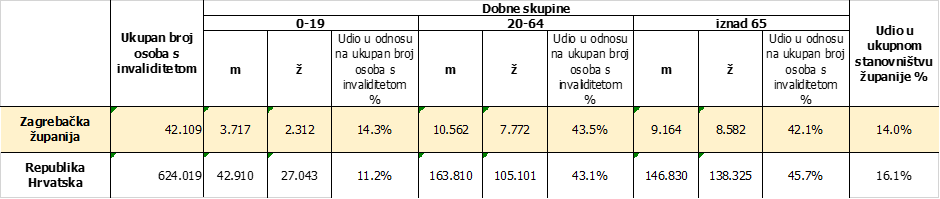 Dobne skupine
Ukupan broj osoba s invaliditetom
0-19
20-64
iznad 65
Udio u ukupnom stanovništvu županije %
m
ž
Udio u odnosu na ukupan broj osoba s invaliditetom %
m
ž
Udio u odnosu na ukupan broj osoba s invaliditetom %
m
ž
Udio u odnosu na ukupan broj osoba s invaliditetom %
Zagrebačka županija 42.109 3.717 2.312 14.3% 10.562 7.772 43.5% 9.164 8.582 42.1% 14.0%
Republika Hrvatska 624.019 42.910 27.043 11.2% 163.810 105.101 43.1% 146.830 138.325 45.7% 16.1%